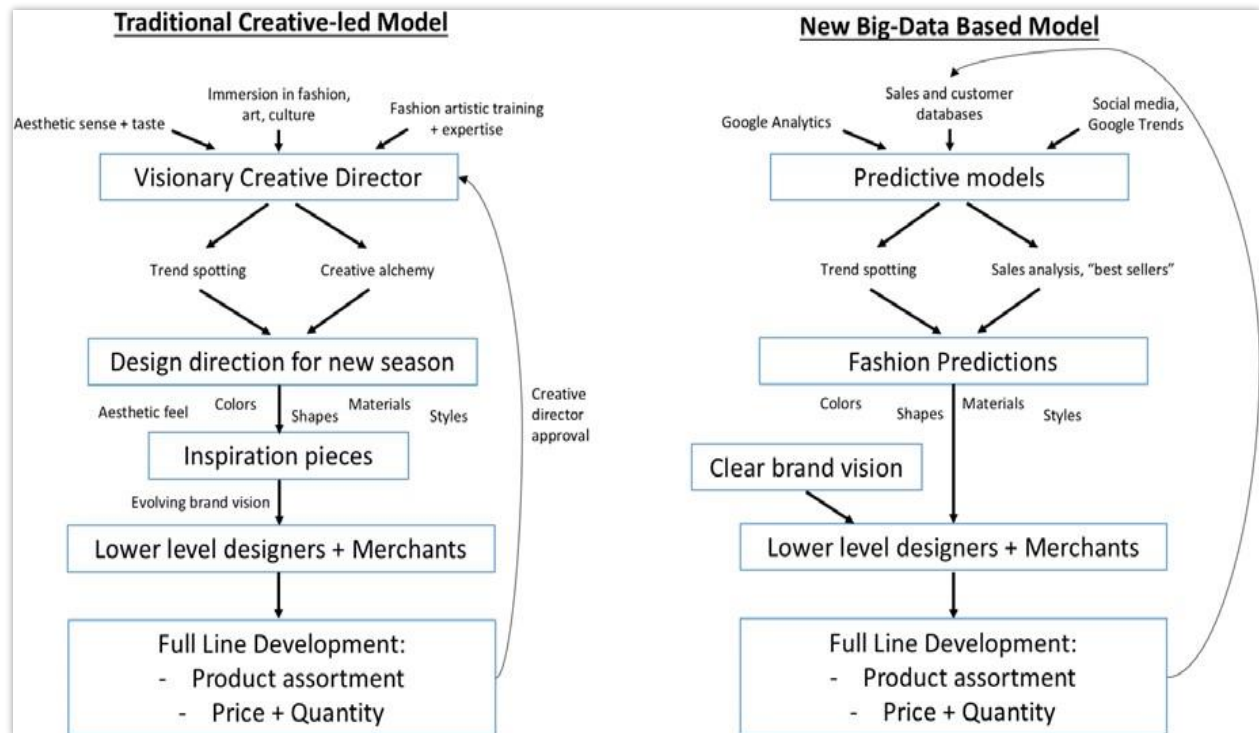 Traditional Creative-led Model
Immersion in fashion,
art, culture
Aesthetic sense + taste
Fashion artistic training
+ expertise
Visionary Creative Director
Trend spotting
Creative alchemy
Design direction for new season
Aesthetic feel
Colors
Shapes
Materials
Styles
Inspiration pieces
Evolving brand vision
Lower level designers + Merchants
Full Line Development:
- Product assortment
- Price + Quantity
Creative
director
approval
New Big-Data Based Model
Google Analytics
Sales and customer
databases
Social media,
Google Trends
Predictive models
Trend spotting
Sales analysis, “best sellers”
Fashion Predictions
Colors
Shapes
Materials
Styles
Clear brand vision
Lower level designers + Merchants
Full Line Development:
- Product assortment
- Price + Quantity